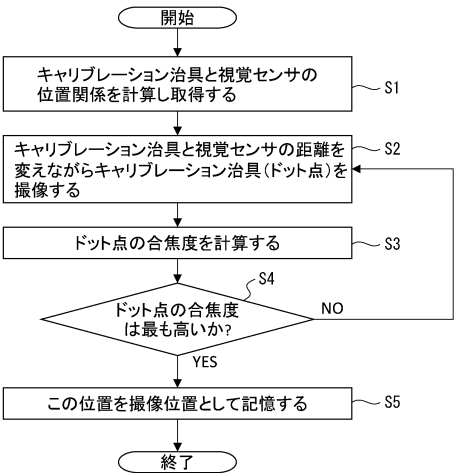 開始
キャリブレーション治具と視覚センサの
位置関係を計算し取得する
S1
キャリブレーション治具と視覚センサの距離を
変えながらキャリブレーション治具(ドット点)を
撮像する
S2
ドット点の合焦度を計算する
S3
S4
ドット点の合焦度
は最も高いか?
NO
YES
この位置を撮像位置として記憶する
S5
終了